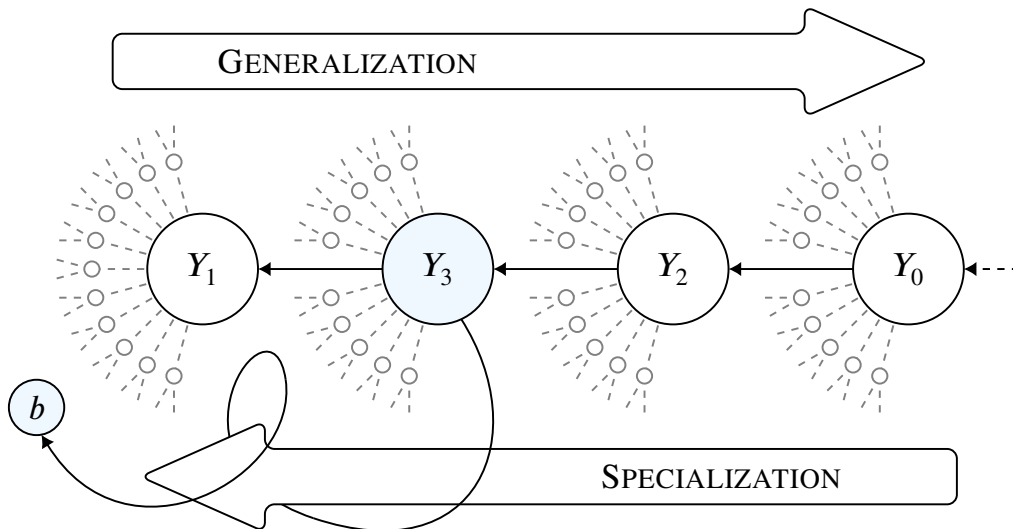 GENERALIZATION
Y₁ Y₃ Y₂ Y₀
b
SPECIALIZATION